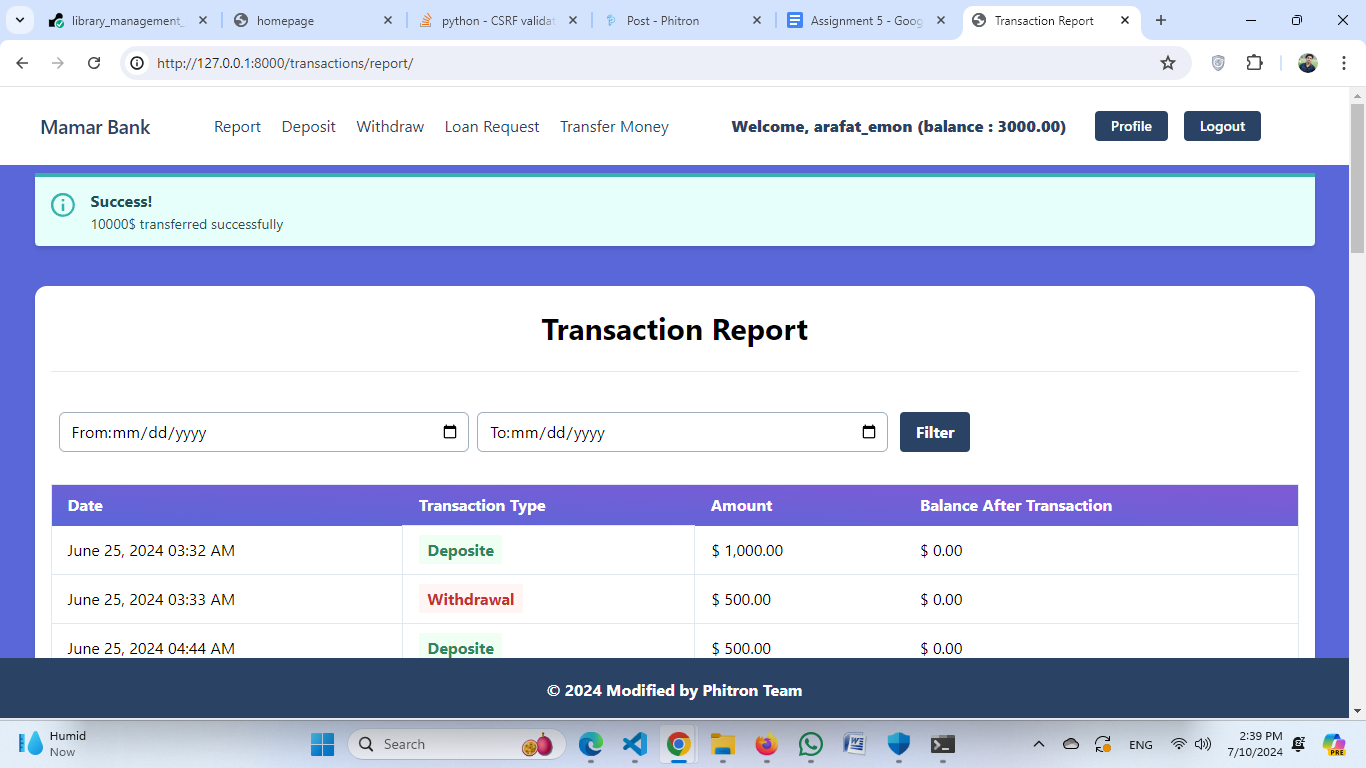 library_management_
homepage
python - CSRF validat
Post - Phitron
Assignment 5 - Goog
Transaction Report
http://127.0.0.1:8000/transactions/report/
Mamar Bank
Report
Deposit
Withdraw
Loan Request
Transfer Money
Welcome, arafat_emon (balance : 3000.00)
Profile
Logout
Success!
10000$ transferred successfully
Transaction Report
From:mm/dd/yyyy
To:mm/dd/yyyy
Filter
Date Transaction Type Amount Balance After Transaction
June 25, 2024 03:32 AM Deposite $ 1,000.00 $ 0.00
June 25, 2024 03:33 AM Withdrawal $ 500.00 $ 0.00
June 25, 2024 04:44 AM Deposite $ 500.00 $ 0.00
© 2024 Modified by Phitron Team
Humid
Now
Search
ENG
2:39 PM
7/10/2024
PRE